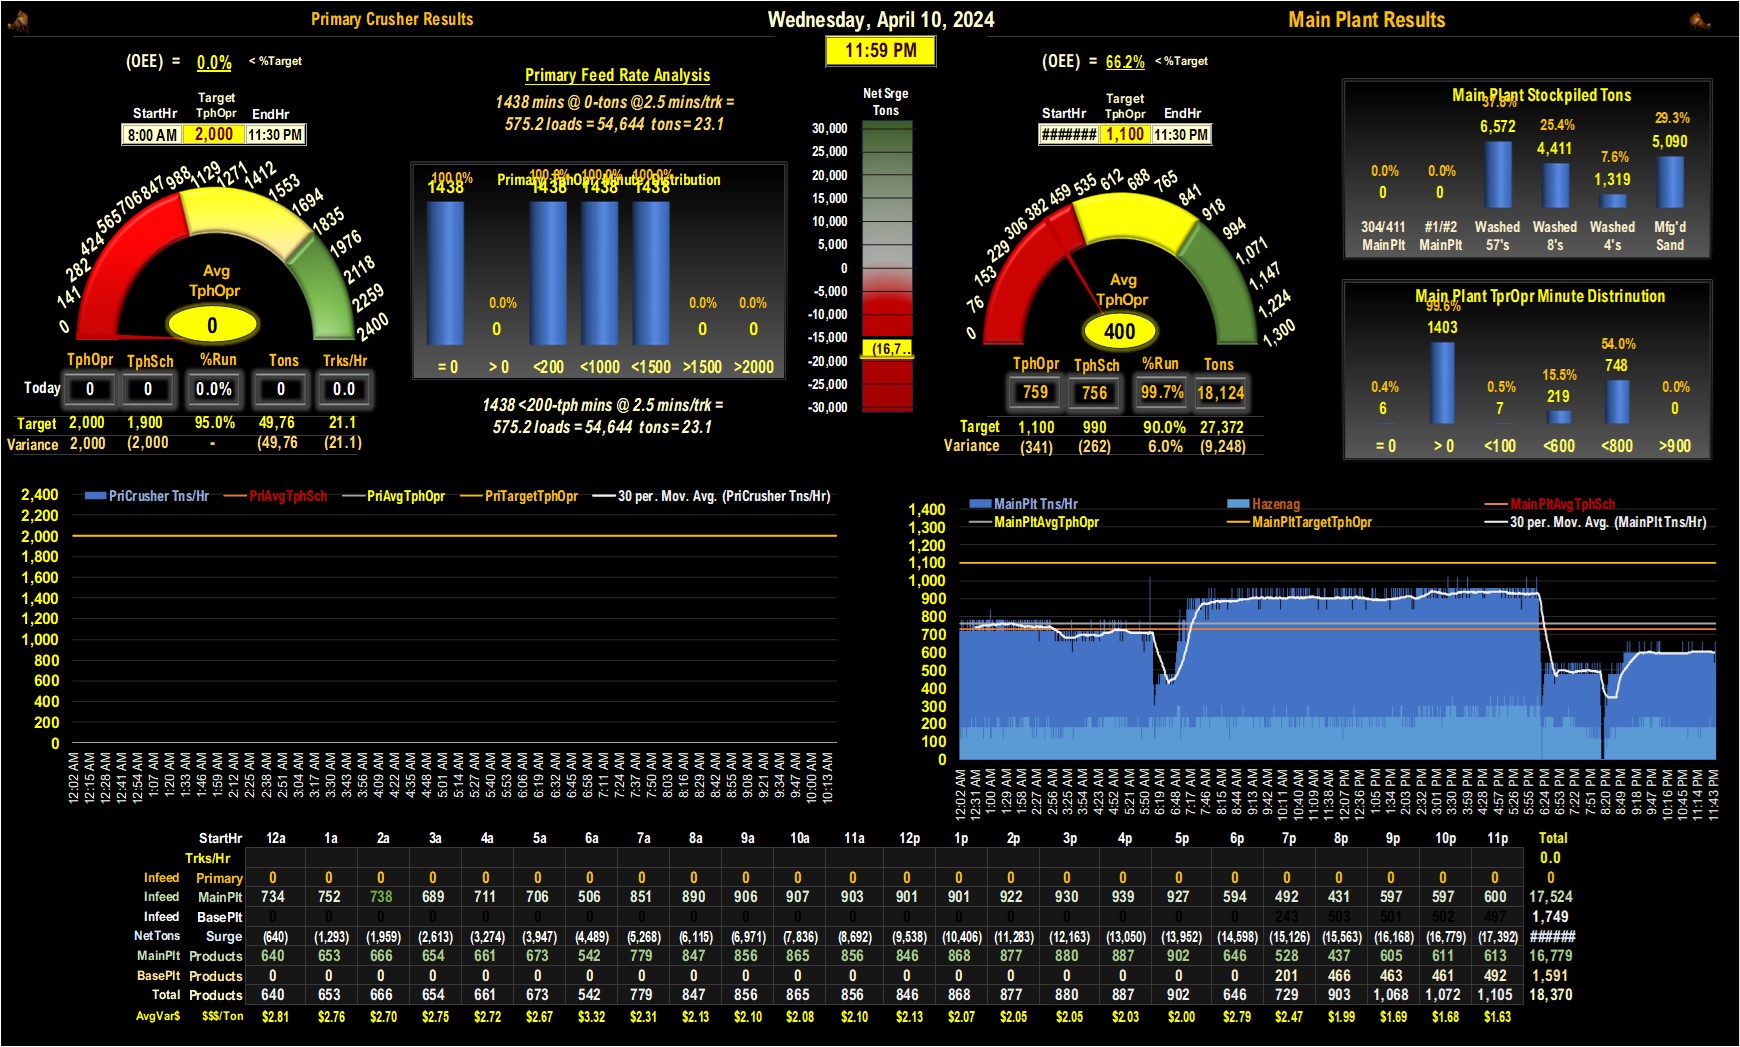 Primary Crusher Results
Wednesday, April 10, 2024
Main Plant Results
11:59 PM
(OEE) = 0.0% < %Target
Target
StartHr TphOpr EndHr
8:00 AM 2,000 11:30 PM
0 141 282 424 565 706 847 988 1129 1271 1412 1553 1694 1835 1976 2118 2259 2400
Avg
TphOpr
0
TphOpr TphSch %Run Tons Trks/Hr
Today 0 0 0.0% 0 0.0
Target 2,000 1,900 95.0% 49,76 21.1
Variance 2,000 (2,000 - (49,76 (21.1)
Primary Feed Rate Analysis
1438 mins @ 0-tons @2.5 mins/trk =
575.2 loads = 54,644 tons = 23.1
Primary TphOpr Minute Distribution
100.0% 0.0% 100.0% 100.0% 100.0% 0.0% 0.0%
1438 0 1438 1438 1438 0 0
= 0 > 0 <200 <1000 <1500 >1500 >2000
1438 <200-tph mins @ 2.5 mins/trk =
575.2 loads = 54,644 tons = 23.1
Net Srge
Tons
30,000
25,000
20,000
15,000
10,000
5,000
0
-5,000
-10,000
-15,000
(16,7..
-20,000
-25,000
-30,000
(OEE) = 66.2% < %Target
Target
StartHr TphOpr EndHr
####### 1,100 11:30 PM
0 76 153 229 306 382 459 535 612 688 765 841 918 994 1,071 1,147 1,224 1,300
Avg
TphOpr
400
TphOpr TphSch %Run Tons
759 756 99.7% 18,124
Target 1,100 990 90.0% 27,372
Variance (341) (262) 6.0% (9,248)
Main Plant Stockpiled Tons
0.0% 0.0% 37.8% 25.4% 7.6% 29.3%
0 0 6,572 4,411 1,319 5,090
304/411 #1/#2 Washed Washed Washed Mfg'd
MainPlt MainPlt 57's 8's 4's Sand
Main Plant TprOpr Minute Distrinution
0.4% 99.6% 0.5% 15.5% 54.0% 0.0%
6 1403 7 219 748 0
= 0 > 0 <100 <600 <800 >900
PriCrusher Tns/Hr PriAvgTphSch PriAvgTphOpr PriTargetTphOpr 30 per. Mov. Avg. (PriCrusher Tns/Hr)
2,400
2,200
2,000
1,800
1,600
1,400
1,200
1,000
800
600
400
200
0
12:02 AM 12:15 AM 12:28 AM 12:41 AM 12:54 AM 1:07 AM 1:20 AM 1:33 AM 1:46 AM 1:59 AM 2:12 AM 2:25 AM 2:38 AM 2:51 AM 3:04 AM 3:17 AM 3:30 AM 3:43 AM 3:56 AM 4:09 AM 4:22 AM 4:35 AM 4:48 AM 5:01 AM 5:14 AM 5:27 AM 5:40 AM 5:53 AM 6:06 AM 6:19 AM 6:32 AM 6:45 AM 6:58 AM 7:11 AM 7:24 AM 7:37 AM 7:50 AM 8:03 AM 8:16 AM 8:29 AM 8:42 AM 8:55 AM 9:08 AM 9:21 AM 9:34 AM 9:47 AM 10:00 AM 10:13 AM
MainPlt Tns/Hr Hazenag MainPltAvgTphSch
MainPltAvgTphOpr MainPltTargetTphOpr 30 per. Mov. Avg. (MainPlt Tns/Hr)
1,400
1,300
1,200
1,100
1,000
900
800
700
600
500
400
300
200
100
0
12:02 AM 12:31 AM 1:00 AM 1:29 AM 1:58 AM 2:27 AM 2:56 AM 3:25 AM 3:54 AM 4:23 AM 4:52 AM 5:21 AM 5:50 AM 6:19 AM 6:48 AM 7:17 AM 7:46 AM 8:15 AM 8:44 AM 9:13 AM 9:42 AM 10:11 AM 10:40 AM 11:09 AM 11:38 AM 12:07 PM 12:36 PM 1:05 PM 1:34 PM 2:03 PM 2:32 PM 3:01 PM 3:30 PM 3:59 PM 4:28 PM 4:57 PM 5:26 PM 5:55 PM 6:24 PM 6:53 PM 7:22 PM 7:51 PM 8:20 PM 8:49 PM 9:18 PM 9:47 PM 10:16 PM 10:45 PM 11:14 PM 11:43 PM
StartHr 12a 1a 2a 3a 4a 5a 6a 7a 8a 9a 10a 11a 12p 1p 2p 3p 4p 5p 6p 7p 8p 9p 10p 11p Total
Trks/Hr 0.0
Infeed Primary 0 0 0 0 0 0 0 0 0 0 0 0 0 0 0 0 0 0 0 0 0 0 0 0 0
Infeed MainPlt 734 752 738 689 711 706 506 851 890 906 907 903 901 901 922 930 939 927 594 492 431 597 597 600 17,524
Infeed BasePlt 0 0 0 0 0 0 0 0 0 0 0 0 0 0 0 0 0 0 0 243 503 501 502 497 1,749
NetTons Surge (640) (1,293) (1,959) (2,613) (3,274) (3,947) (4,489) (5,268) (6,115) (6,971) (7,836) (8,692) (9,538) (10,406) (11,283) (12,163) (13,050) (13,952) (14,598) (15,126) (15,563) (16,168) (16,779) (17,392) ######
MainPlt Products 640 653 666 654 661 673 542 779 847 856 865 856 846 868 877 880 887 902 646 528 437 605 611 613 16,779
BasePlt Products 0 0 0 0 0 0 0 0 0 0 0 0 0 0 0 0 0 0 0 201 466 463 461 492 1,591
Total Products 640 653 666 654 661 673 542 779 847 856 865 856 846 868 877 880 887 902 646 729 903 1,068 1,072 1,105 18,370
AvgVar$ $$$/Ton $2.81 $2.76 $2.70 $2.75 $2.72 $2.67 $3.32 $2.31 $2.13 $2.10 $2.08 $2.10 $2.13 $2.07 $2.05 $2.05 $2.03 $2.00 $2.79 $2.47 $1.99 $1.69 $1.68 $1.63